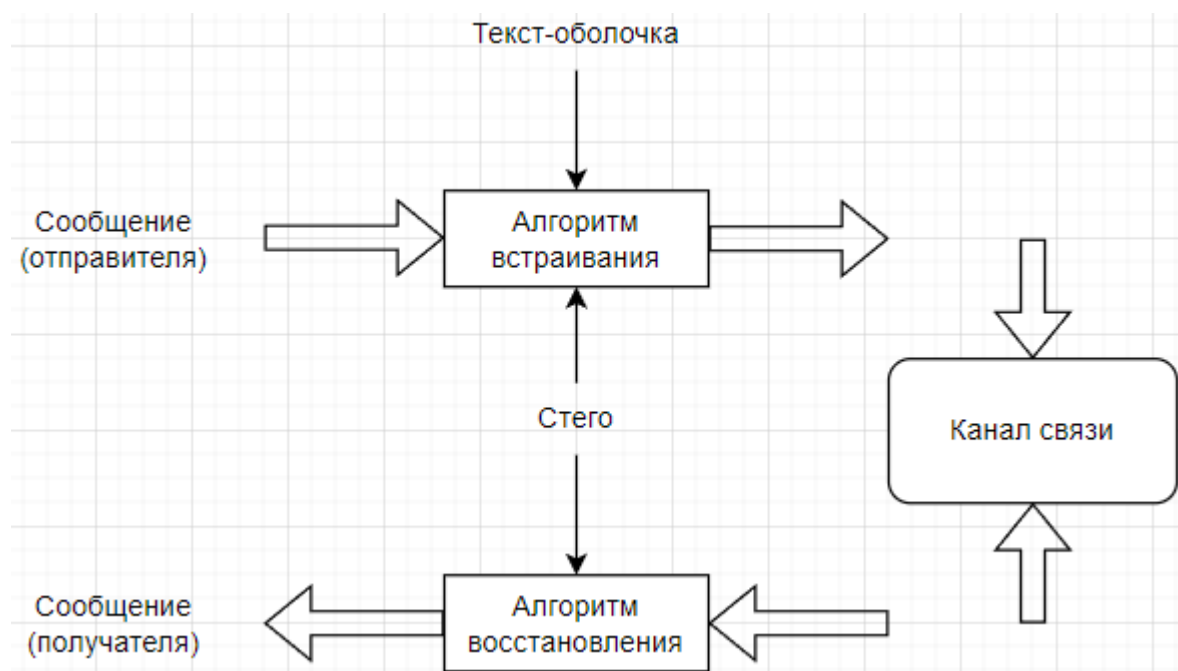 Текст-оболочка
Сообщение
(отправителя)
Алгоритм
встраивания
Стего
Канал связи
Сообщение
(получателя)
Алгоритм
восстановления